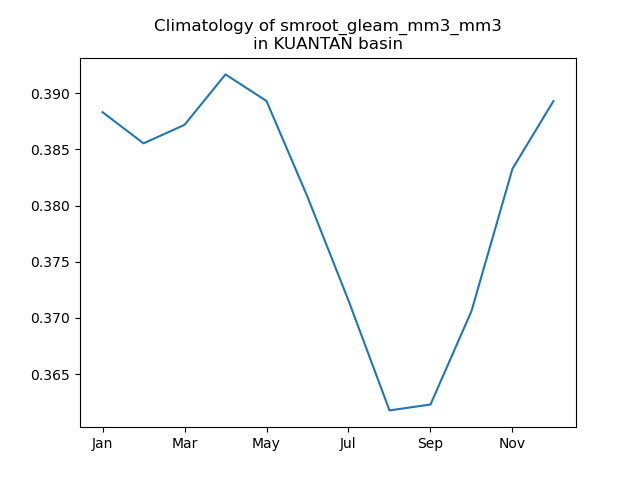 Climatology of smroot_gleam_mm3_mm3
in KUANTAN basin
0.390
0.385
0.380
0.375
0.370
0.365
Jan Mar May Jul Sep Nov